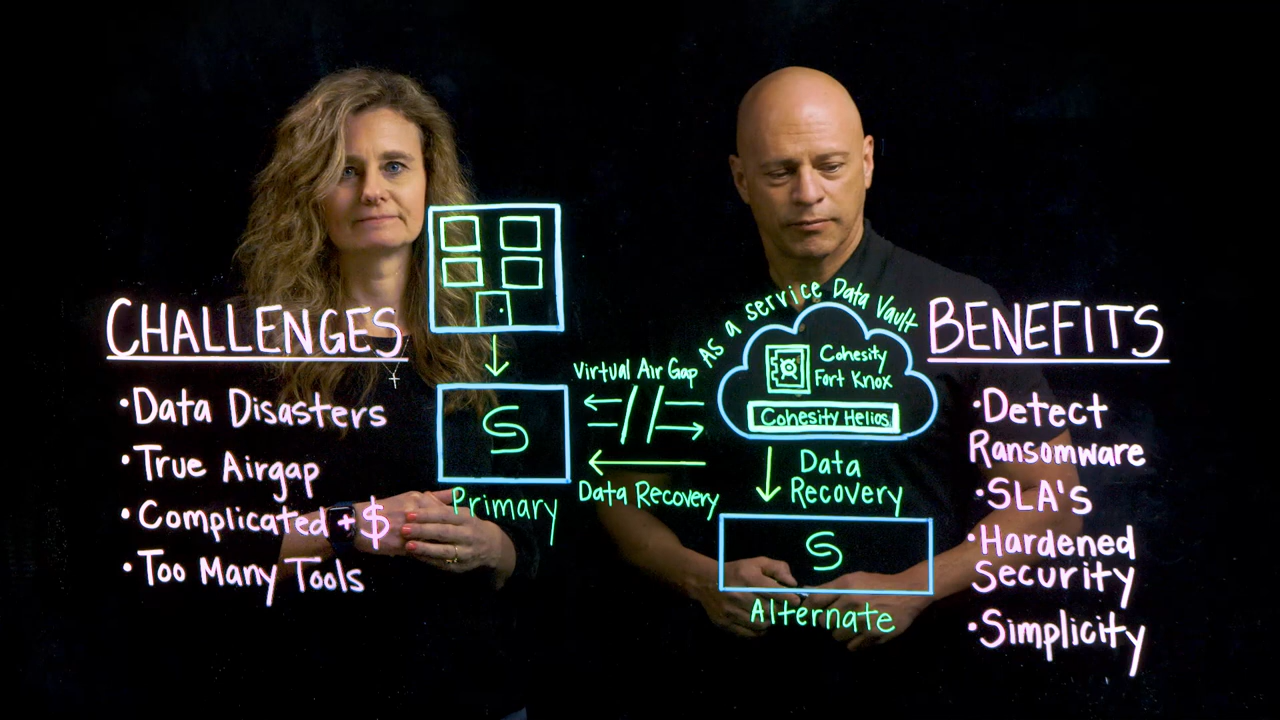 CHALLENGES
•Data Disasters
•True Airgap
•Complicated + $
•Too Many Tools
S
Primary
Virtual Air Gap
Data Recovery
As a service Data Vault
Cohesity
Fort Knox
Cohesity Helios
Data
Recovery
S
Alternate
BENEFITS
•Detect
Ransomware
•SLA's
•Hardened
Security
•Simplicity